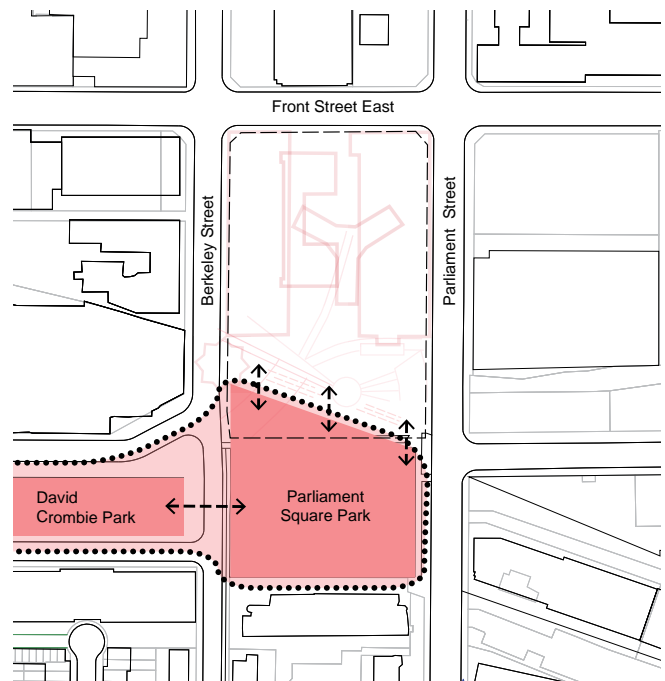 Front Street East
Berkeley Street
Parliament Street
David
Crombie Park
Parliament
Square Park